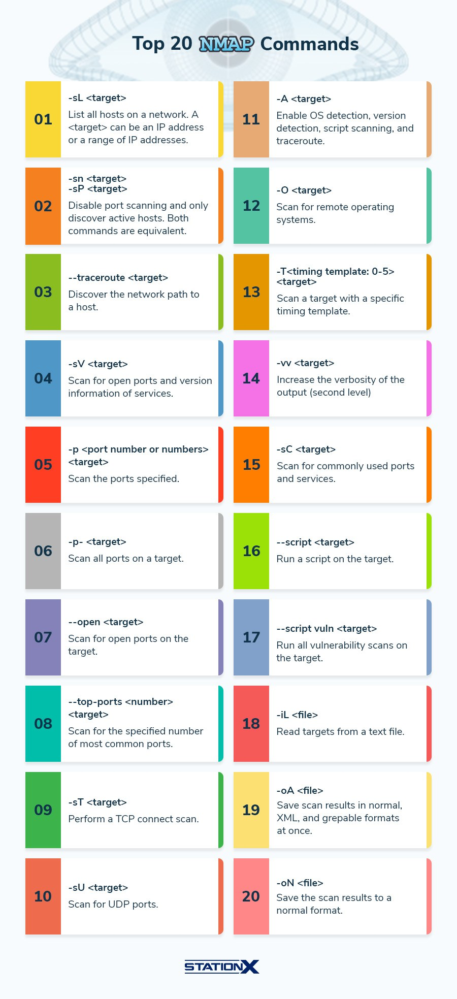 Top 20 NMAP Commands
01
-sL <target>
List all hosts on a network. A
<target> can be an IP address
or a range of IP addresses.
02
-sn <target>
-sP <target>
Disable port scanning and only
discover active hosts. Both
commands are equivalent.
03
--traceroute <target>
Discover the network path to
a host.
04
-sV <target>
Scan for open ports and version
information of services.
05
-p <port number or numbers>
<target>
Scan the ports specified.
06
-p- <target>
Scan all ports on a target.
07
--open <target>
Scan for open ports on the
target.
08
--top-ports <number>
<target>
Scan for the specified number
of most common ports.
09
-sT <target>
Perform a TCP connect scan.
10
-sU <target>
Scan for UDP ports.
11
-A <target>
Enable OS detection, version
detection, script scanning, and
traceroute.
12
-O <target>
Scan for remote operating
systems.
13
-T<timing template: 0-5>
<target>
Scan a target with a specific
timing template.
14
-vv <target>
Increase the verbosity of the
output (second level)
15
-sC <target>
Scan for commonly used ports
and services.
16
--script <target>
Run a script on the target.
17
--script vuln <target>
Run all vulnerability scans on
the target.
18
-iL <file>
Read targets from a text file.
19
-oA <file>
Save scan results in normal,
XML, and grepable formats
at once.
20
-oN <file>
Save the scan results to a
normal format.
STATIONX